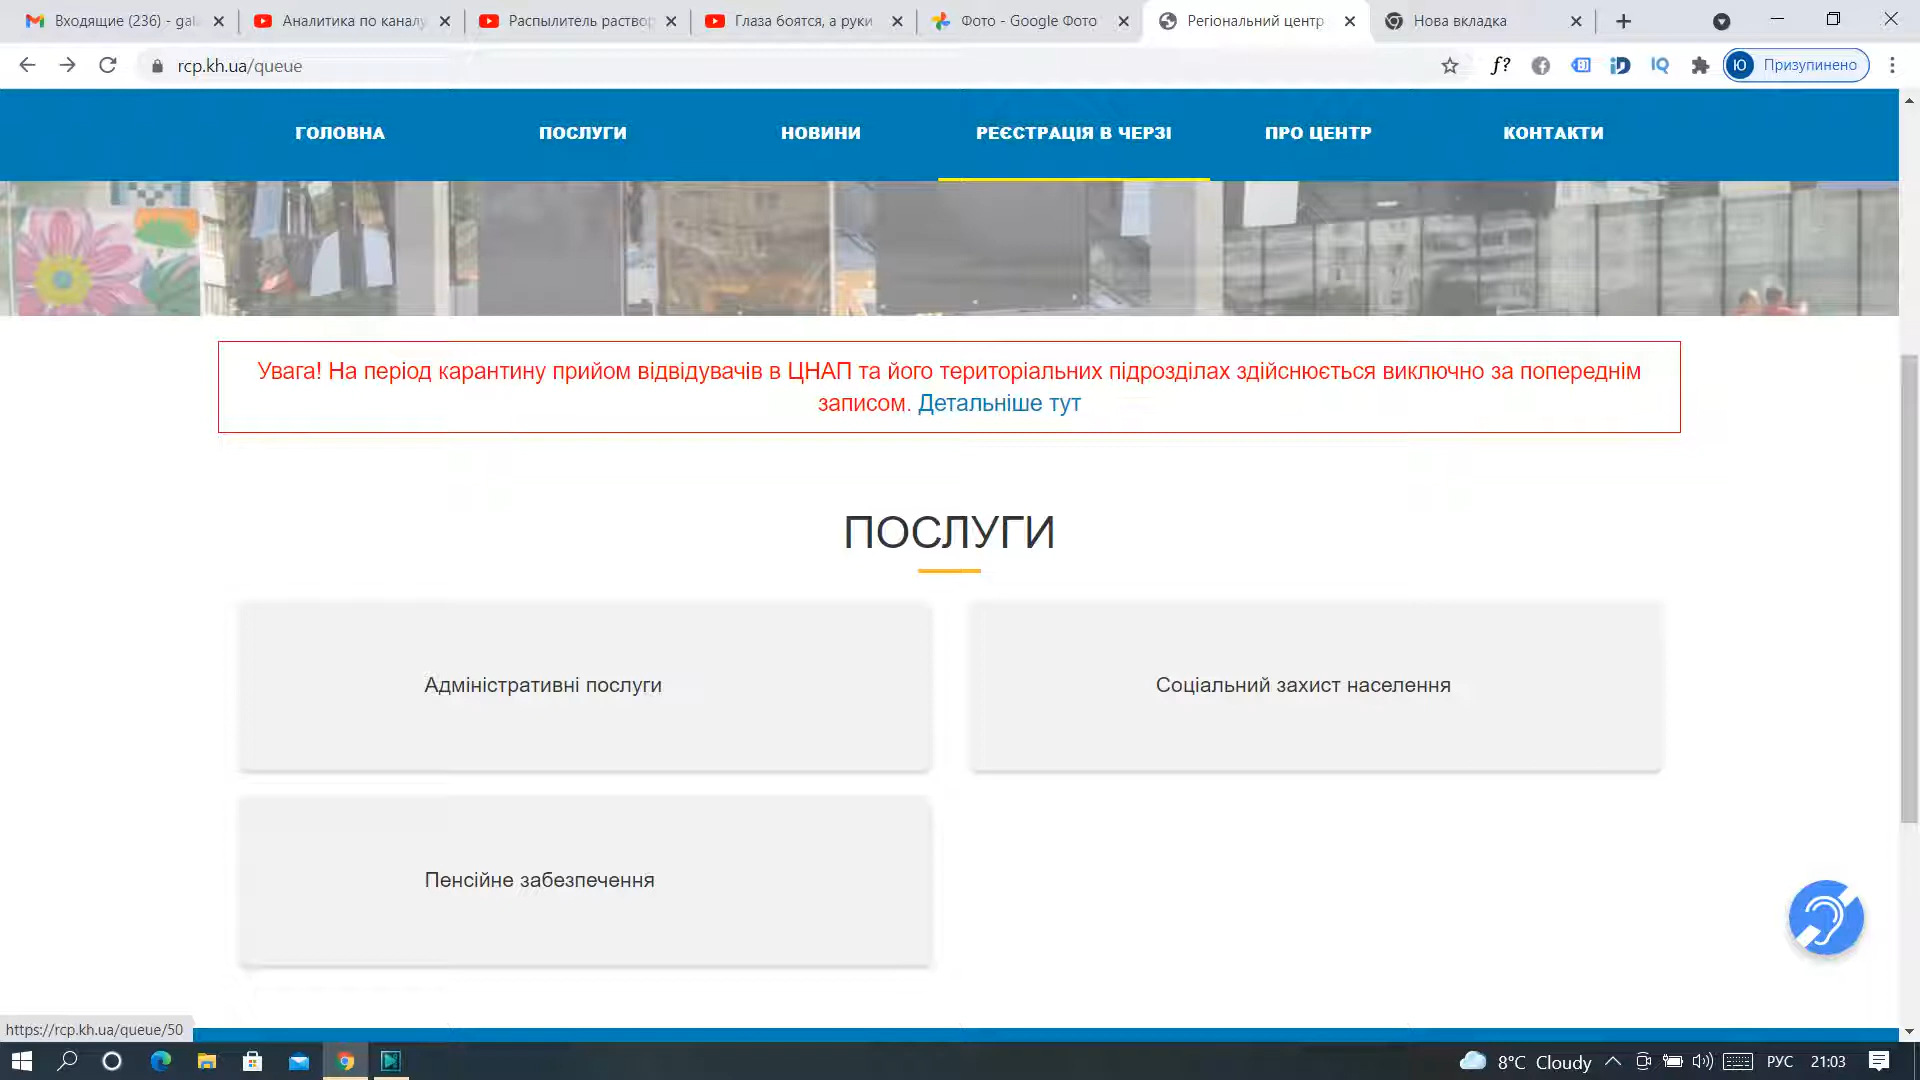 Входящие (236) - gal
Аналитика по каналу
Распылитель раствор
Глаза боятся, а руки
Фото - Google Фото
Регіональний центр
Нова вкладка
rcp.kh.ua/queue
f?
IQ
Ю Призупинено
ГОЛОВНА
ПОСЛУГИ
НОВИНИ
РЕЄСТРАЦІЯ В ЧЕРЗІ
ПРО ЦЕНТР
КОНТАКТИ
Увага! На період карантину прийом відвідувачів в ЦНАП та його територіальних підрозділах здійснюється виключно за попереднім
записом. Детальніше тут
ПОСЛУГИ
Адміністративні послуги
Соціальний захист населення
Пенсійне забезпечення
https://rcp.kh.ua/queue/50
8°C Cloudy
РУС
21:03